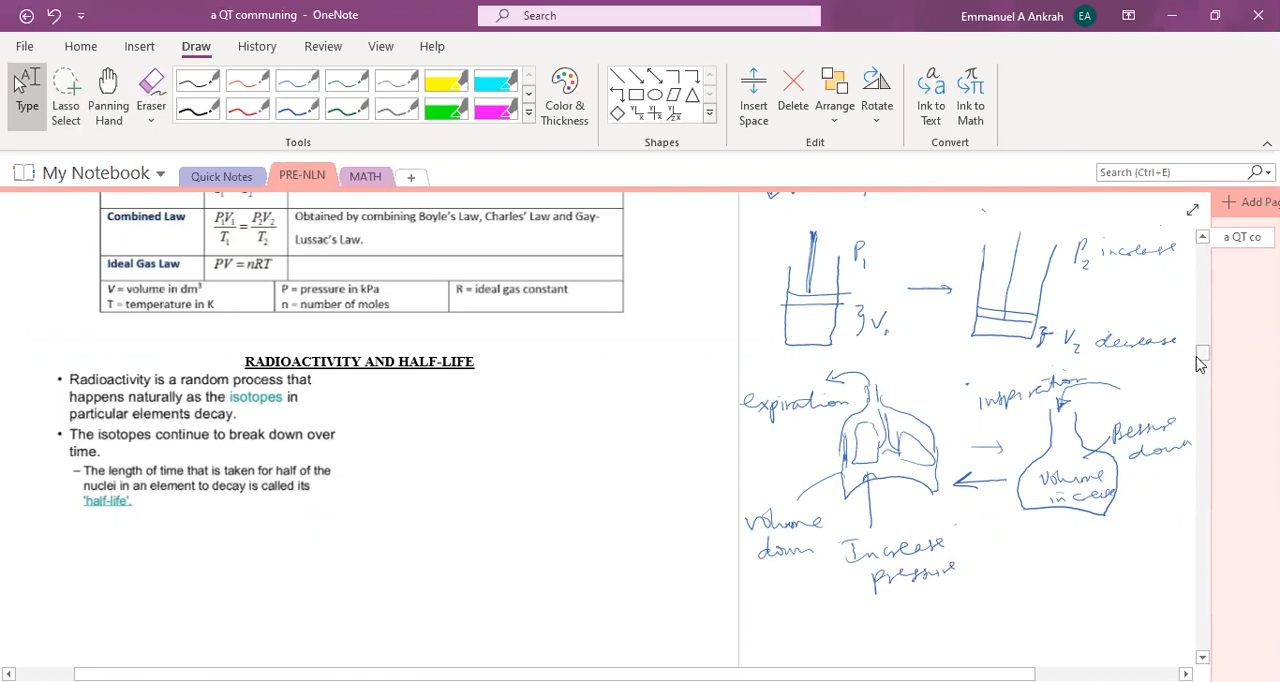 a QT communing - OneNote
Search
Emmanuel A Ankrah
EA
File
Home
Insert
Draw
History
Review
View
Help
Type
Lasso
Select
Panning
Hand
Eraser
Color &
Thickness
Insert
Space
Delete
Arrange
Rotate
Ink to
Text
Ink to
Math
Tools
Shapes
Edit
Convert
My Notebook
Quick Notes
PRE-NLN
MATH
Search (Ctrl+E)
Add Pag
a QT co
Combined Law
P₁V₁/T₁ = P₂V₂/T₂
Obtained by combining Boyle's Law, Charles' Law and Gay-
Lussac's Law.
Ideal Gas Law
PV = nRT
V = volume in dm³
T = temperature in K
P = pressure in kPa
n = number of moles
R = ideal gas constant
RADIOACTIVITY AND HALF-LIFE
• Radioactivity is a random process that
happens naturally as the isotopes in
particular elements decay.
• The isotopes continue to break down over
time.
– The length of time that is taken for half of the
nuclei in an element to decay is called its
'half-life'.
P₁
V₁
P₂ increase
V₂ decrease
expiration
inspiration
Pressure
down
volume
increase
volume
down
Increase
pressure